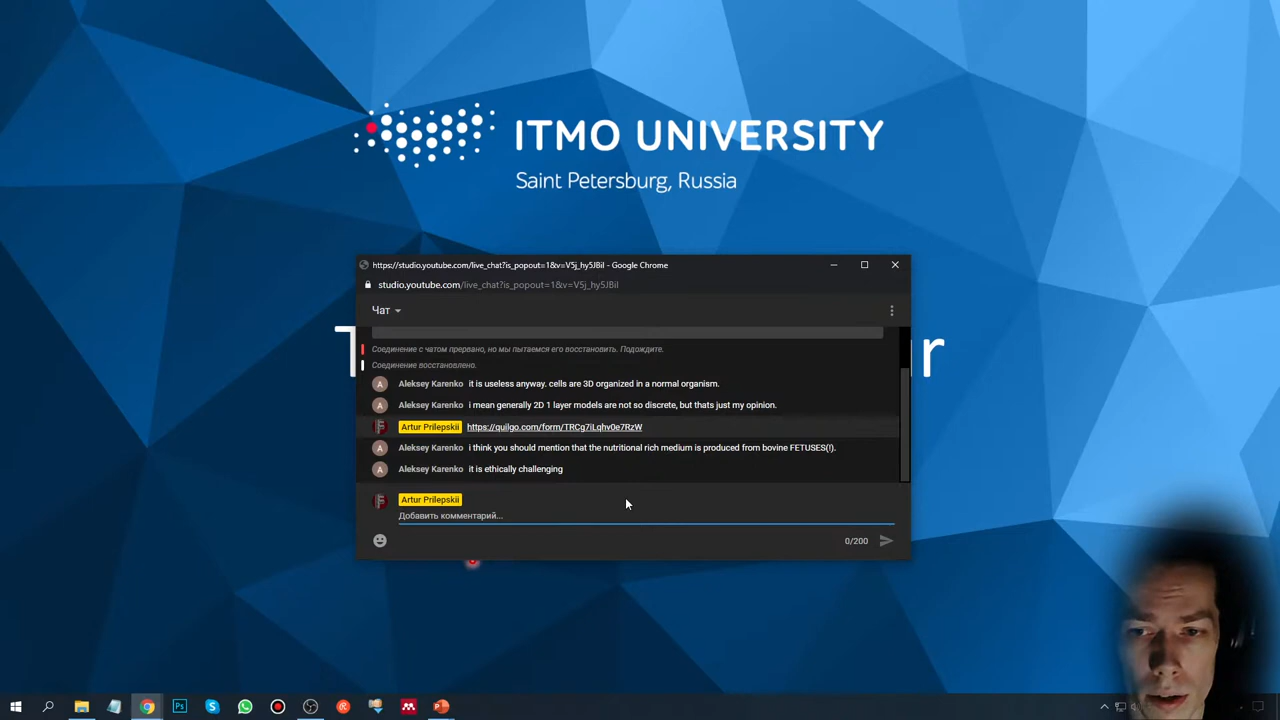 ITMO UNIVERSITY
Saint Petersburg, Russia
https://studio.youtube.com/live_chat?is_popout=1&v=V5j_hy5JBiI - Google Chrome
studio.youtube.com/live_chat?is_popout=1&v=V5j_hy5JBiI
Чат
Соединение с чатом прервано, но мы пытаемся его восстановить. Подождите.
Соединение восстановлено.
A Aleksey Karenko it is useless anyway. cells are 3D organized in a normal organism.
A Aleksey Karenko i mean generally 2D 1 layer models are not so discrete, but thats just my opinion.
Artur Prilepskii https://quilgo.com/form/TRCg7iLqhv0e7RzW
A Aleksey Karenko i think you should mention that the nutritional rich medium is produced from bovine FETUSES(!).
A Aleksey Karenko it is ethically challenging
Artur Prilepskii
Добавить комментарий...
0/200